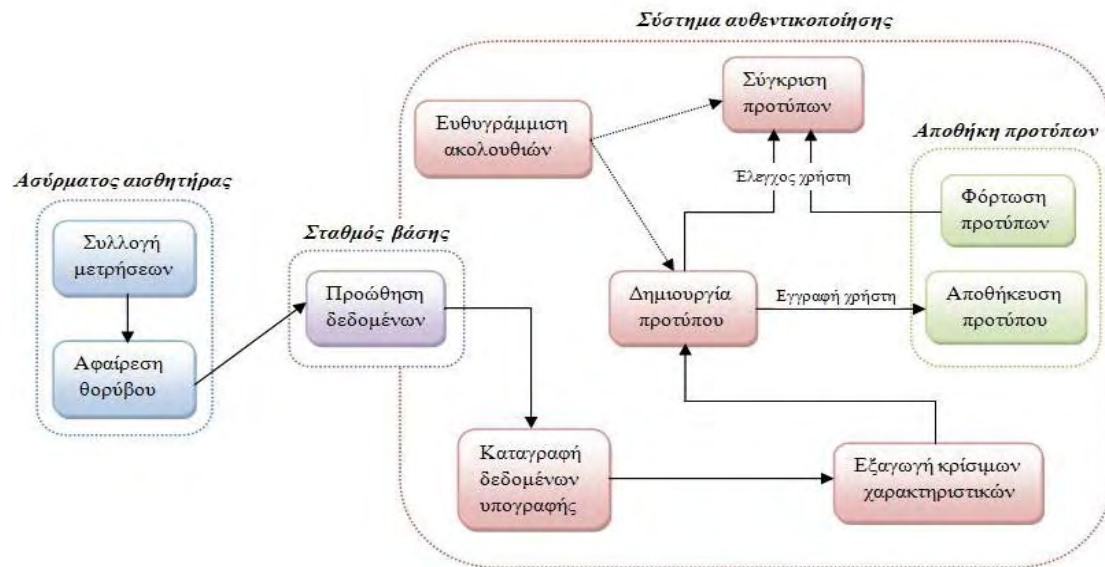 Σύστημα αυθεντικοποίησης
Σύγκριση
προτύπων
Ευθυγράμμιση
ακολουθιών
Αποθήκη προτύπων
Ασύρματος αισθητήρας
Έλεγχος χρήστη
Φόρτωση
προτύπων
Συλλογή
μετρήσεων
Σταθμός βάσης
Προώθηση
δεδομένων
Δημιουργία
προτύπου
Εγγραφή χρήστη
Αποθήκευση
προτύπου
Αφαίρεση
θορύβου
Καταγραφή
δεδομένων
υπογραφής
Εξαγωγή κρίσιμων
χαρακτηριστικών